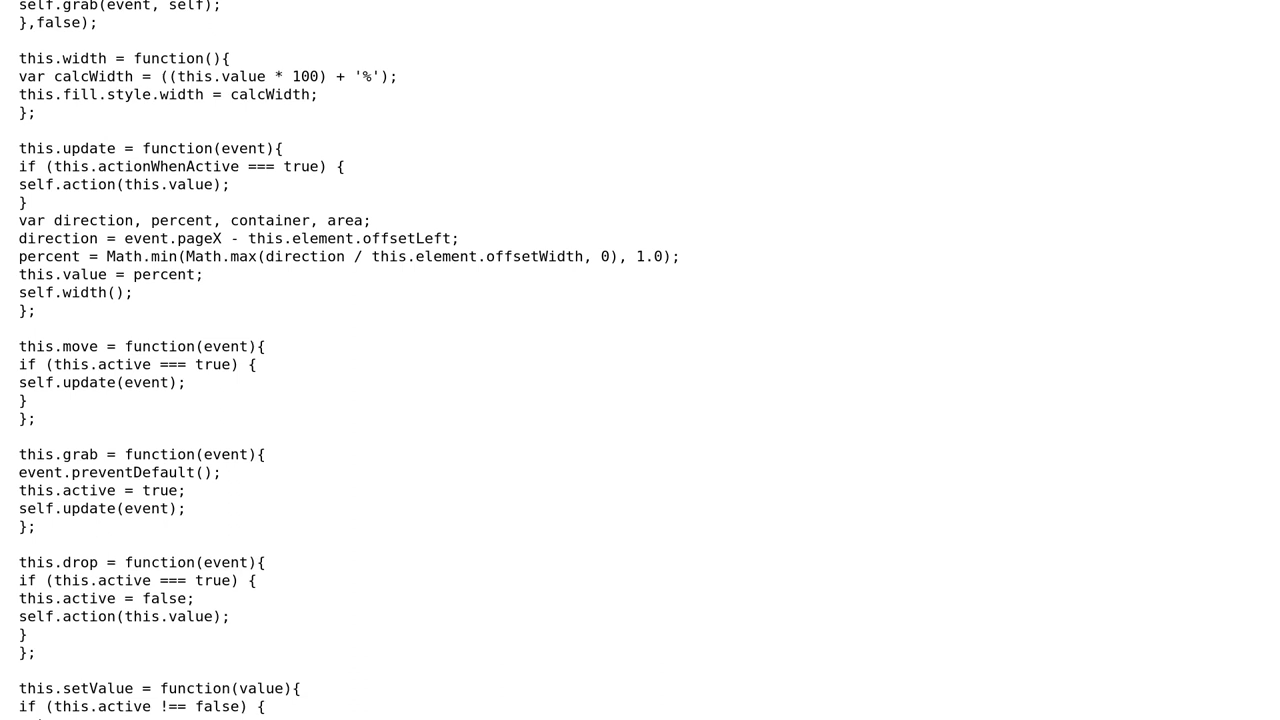 self.grab(event, self);
},false);
this.width = function(){
var calcWidth = ((this.value * 100) + '%');
this.fill.style.width = calcWidth;
};
this.update = function(event){
if (this.actionWhenActive === true) {
self.action(this.value);
}
var direction, percent, container, area;
direction = event.pageX - this.element.offsetLeft;
percent = Math.min(Math.max(direction / this.element.offsetWidth, 0), 1.0);
this.value = percent;
self.width();
};
this.move = function(event){
if (this.active === true) {
self.update(event);
}
};
this.grab = function(event){
event.preventDefault();
this.active = true;
self.update(event);
};
this.drop = function(event){
if (this.active === true) {
this.active = false;
self.action(this.value);
}
};
this.setValue = function(value){
if (this.active !== false) {